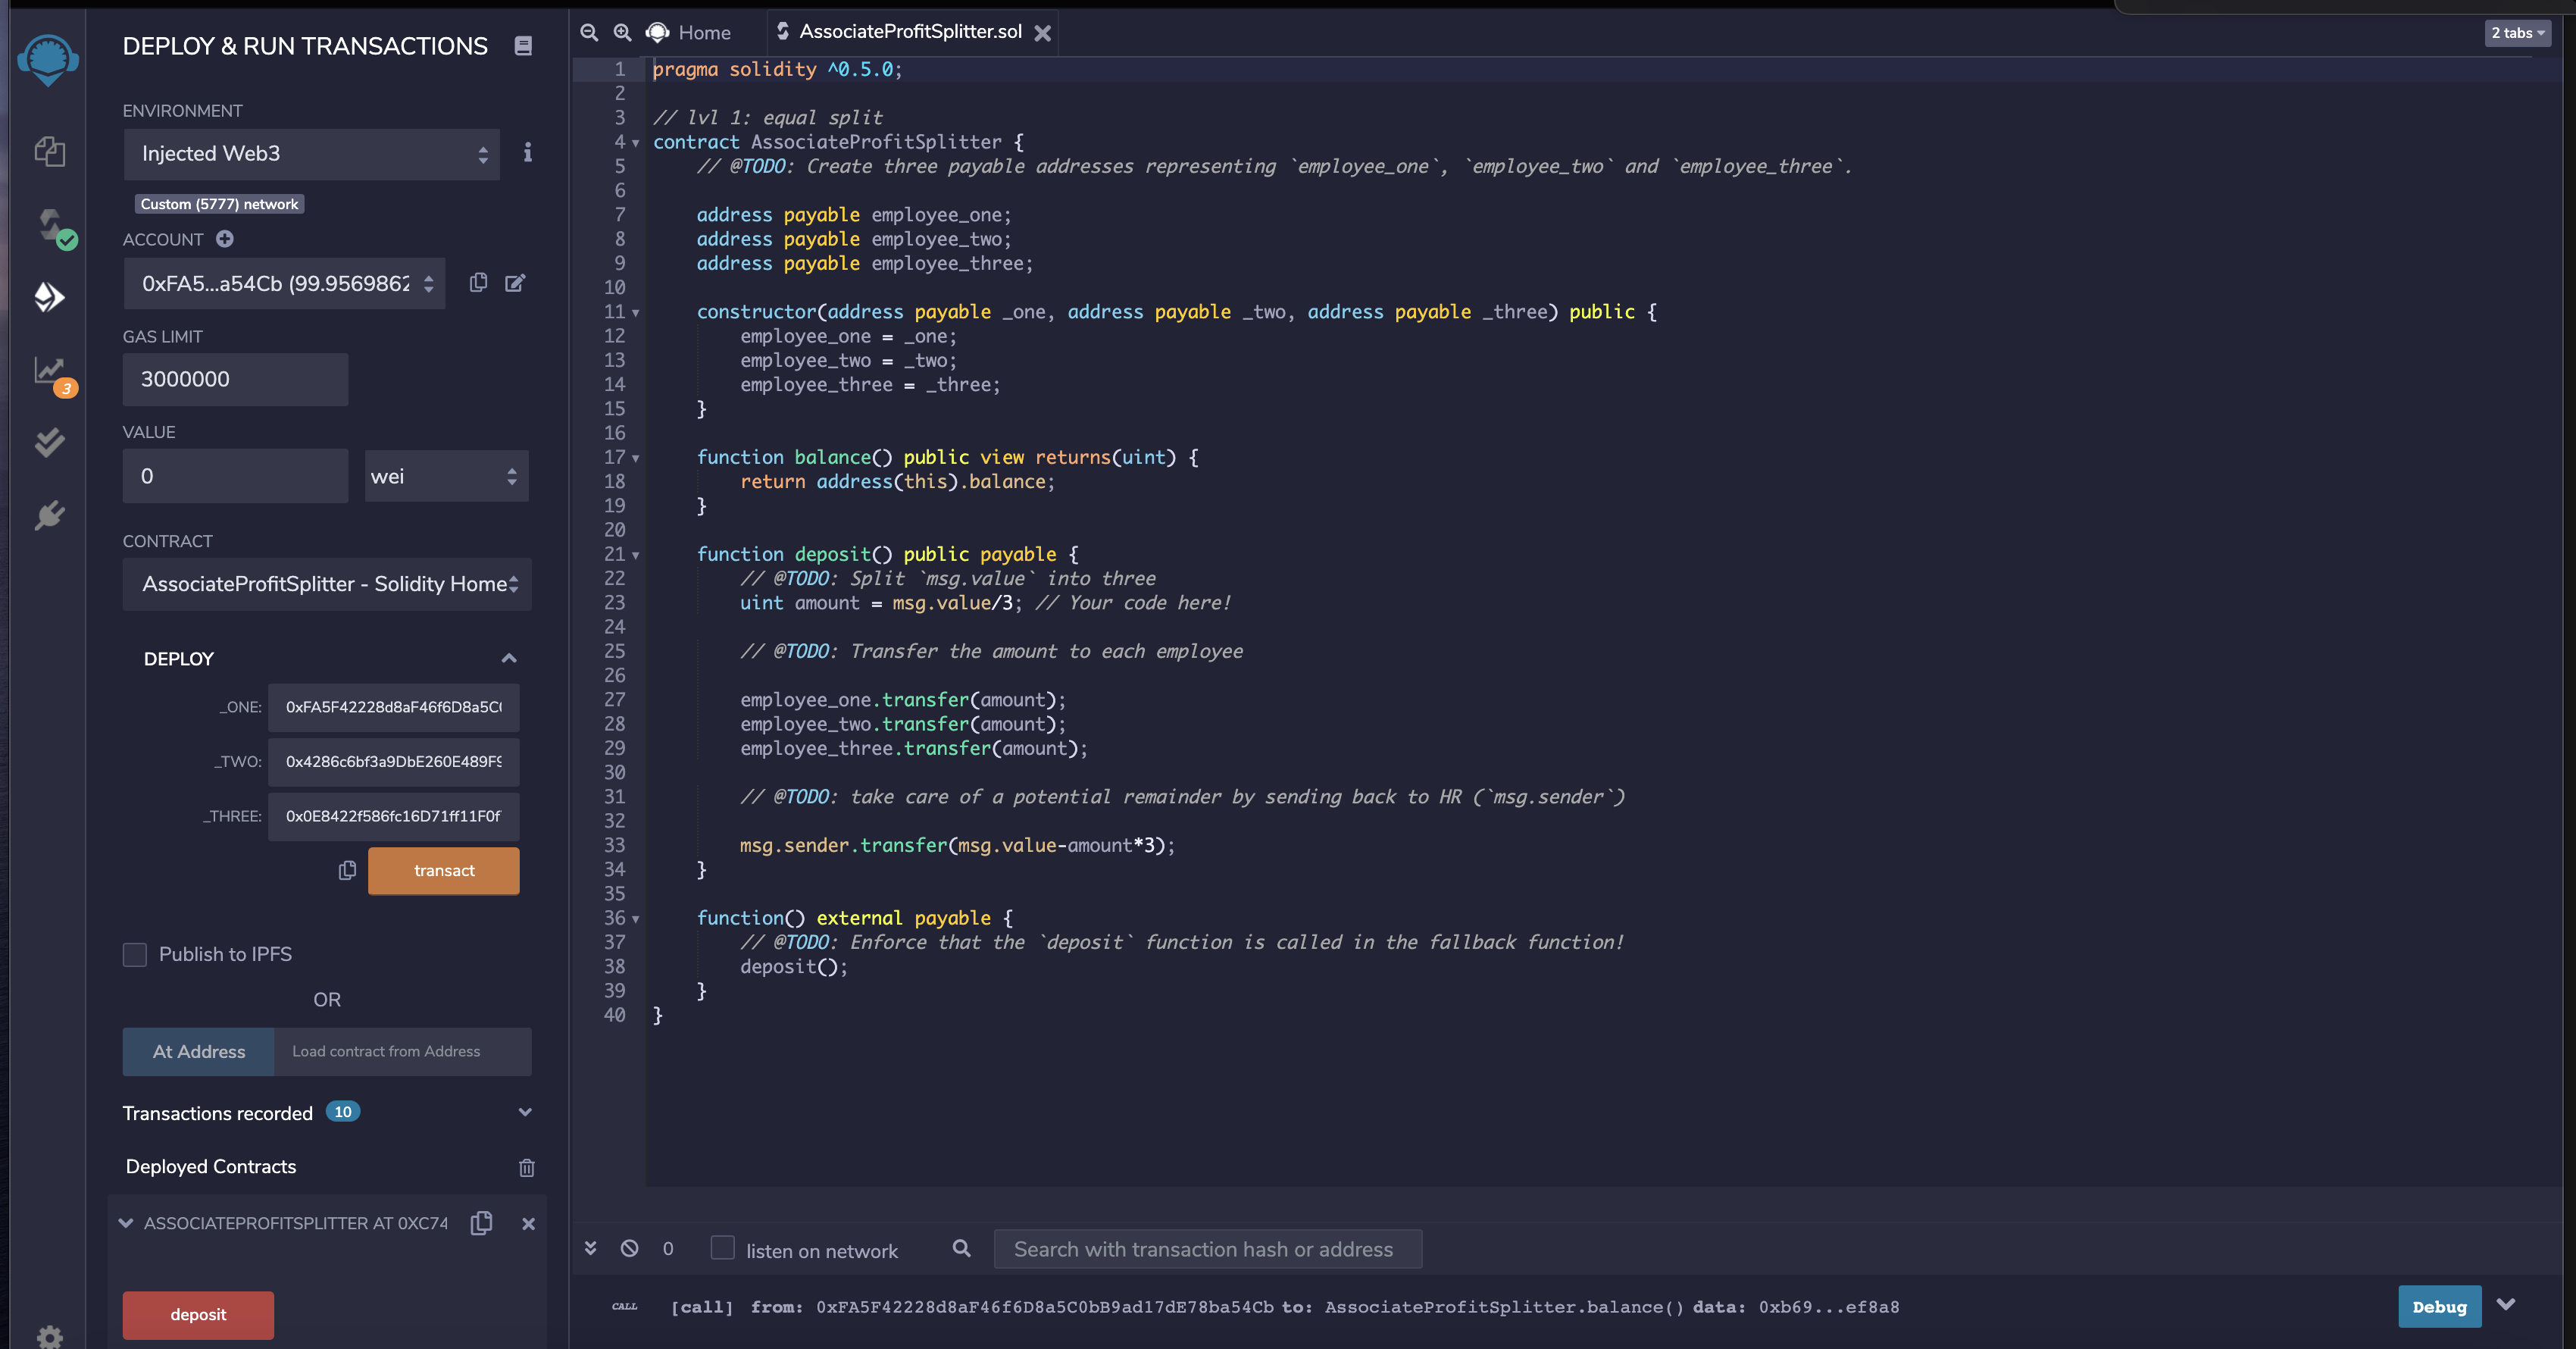 DEPLOY & RUN TRANSACTIONS
ENVIRONMENT
Injected Web3
Custom (5777) network
ACCOUNT
0xFA5...a54Cb (99.9569862
GAS LIMIT
3000000
VALUE
0
wei
CONTRACT
AssociateProfitSplitter - Solidity Home
DEPLOY
_ONE: 0xFA5F42228d8aF46f6D8a5C(
_TWO: 0x4286c6bf3a9DbE260E489F9
_THREE: 0x0E8422f586fc16D71ff11F0f
transact
Publish to IPFS
OR
At Address Load contract from Address
Transactions recorded 10
Deployed Contracts
ASSOCIATEPROFITSPLITTER AT 0XC74
deposit
3
Home
AssociateProfitSplitter.sol
2 tabs
1 pragma solidity ^0.5.0;
2
3 // lvl 1: equal split
4 contract AssociateProfitSplitter {
5 // @TODO: Create three payable addresses representing `employee_one`, `employee_two` and `employee_three`.
6
7 address payable employee_one;
8 address payable employee_two;
9 address payable employee_three;
10
11 constructor(address payable _one, address payable _two, address payable _three) public {
12 employee_one = _one;
13 employee_two = _two;
14 employee_three = _three;
15 }
16
17 function balance() public view returns(uint) {
18 return address(this).balance;
19 }
20
21 function deposit() public payable {
22 // @TODO: Split `msg.value` into three
23 uint amount = msg.value/3; // Your code here!
24
25 // @TODO: Transfer the amount to each employee
26
27 employee_one.transfer(amount);
28 employee_two.transfer(amount);
29 employee_three.transfer(amount);
30
31 // @TODO: take care of a potential remainder by sending back to HR (`msg.sender`)
32
33 msg.sender.transfer(msg.value-amount*3);
34 }
35
36 function() external payable {
37 // @TODO: Enforce that the `deposit` function is called in the fallback function!
38 deposit();
39 }
40 }
0
listen on network
Search with transaction hash or address
CALL [call] from: 0xFA5F42228d8aF46f6D8a5C0bB9ad17dE78ba54Cb to: AssociateProfitSplitter.balance() data: 0xb69...ef8a8
Debug